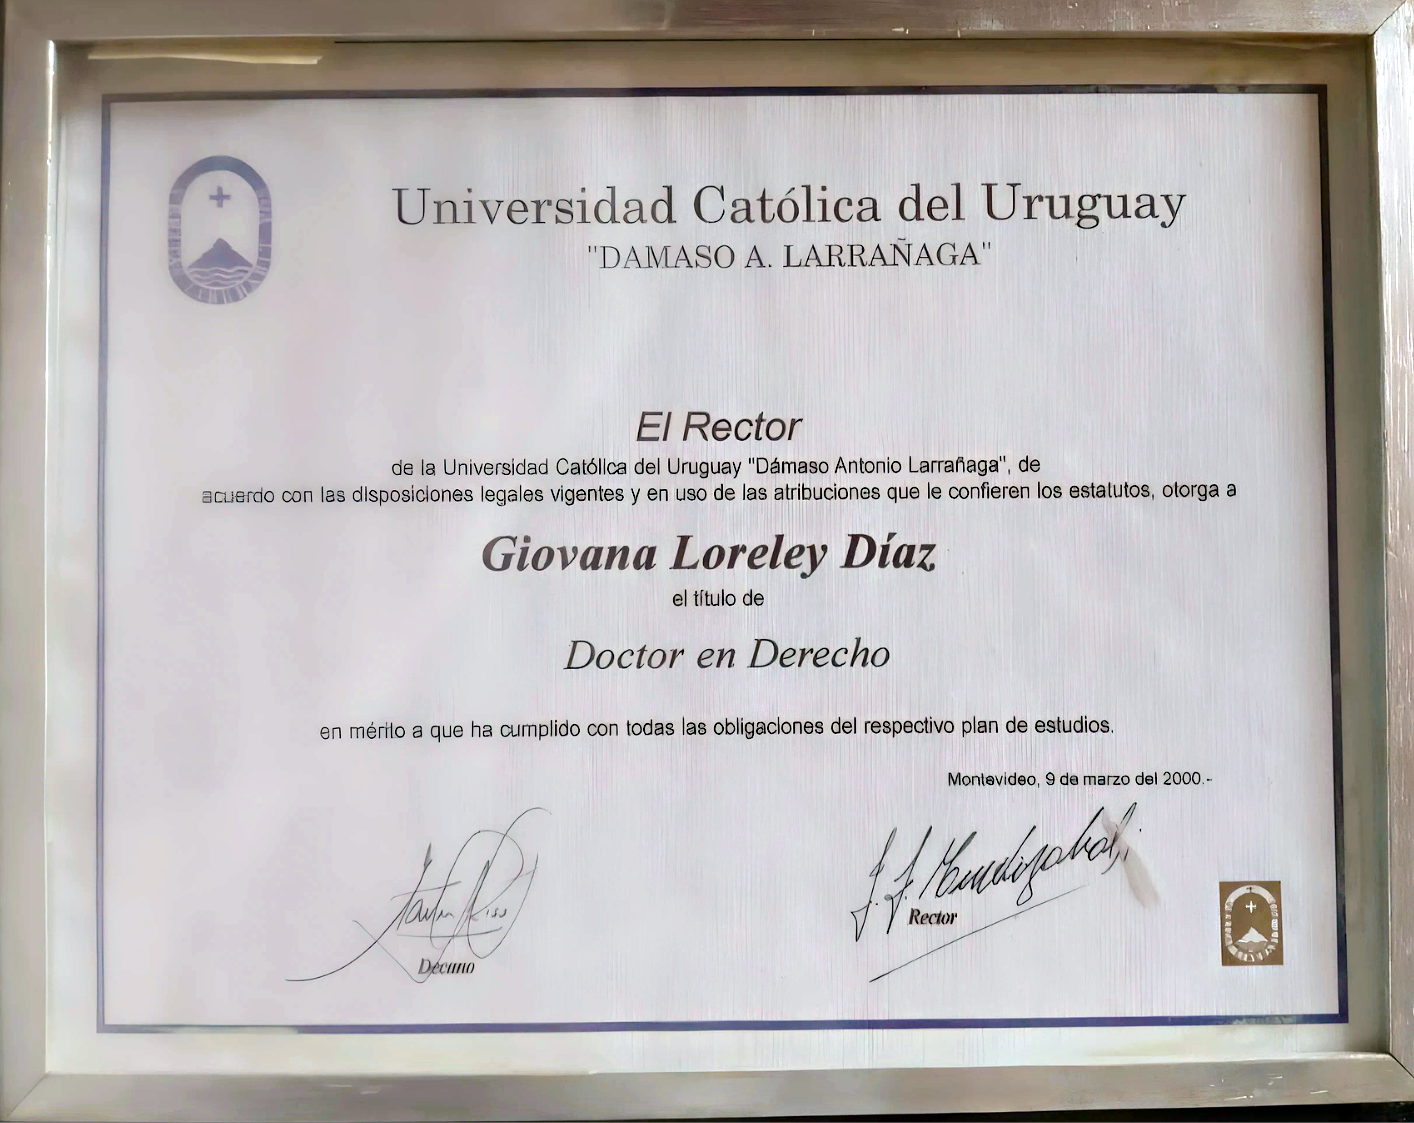 Universidad Católica del Uruguay
"DAMASO A. LARRAÑAGA"
El Rector
de la Universidad Católica del Uruguay "Dámaso Antonio Larrañaga", de
acuerdo con las disposiciones legales vigentes y en uso de las atribuciones que le confieren los estatutos, otorga a
Giovana Loreley Díaz
el título de
Doctor en Derecho
en mérito a que ha cumplido con todas las obligaciones del respectivo plan de estudios.
Montevideo, 9 de marzo del 2000.-
Rector
Decano